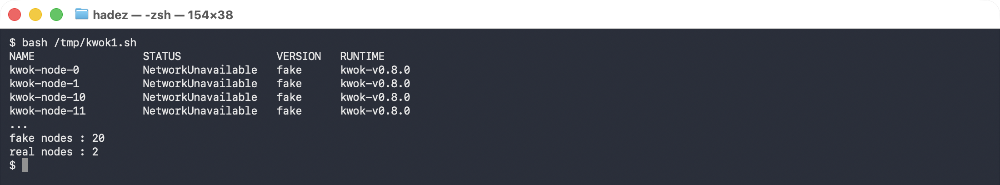 hadez — -zsh — 154×38
$ bash /tmp/kwok1.sh
NAME                 STATUS               VERSION   RUNTIME
kwok-node-0          NetworkUnavailable   fake      kwok-v0.8.0
kwok-node-1          NetworkUnavailable   fake      kwok-v0.8.0
kwok-node-10         NetworkUnavailable   fake      kwok-v0.8.0
kwok-node-11         NetworkUnavailable   fake      kwok-v0.8.0
...
fake nodes : 20
real nodes : 2
$